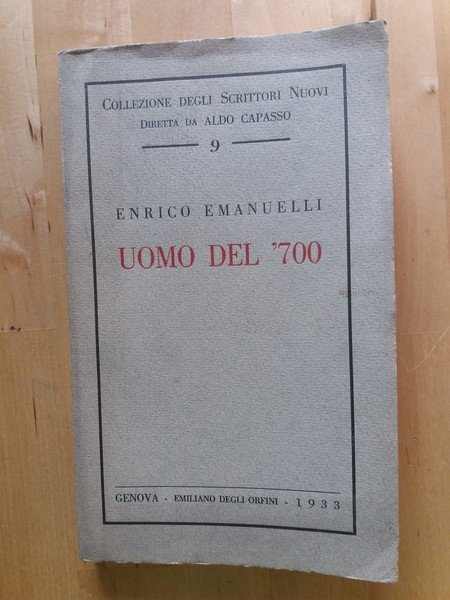 COLLEZIONE DEGLI SCRITTORI NUOVI
DIRETTA DA ALDO CAPASSO
9
ENRICO EMANUELLI
UOMO DEL '700
GENOVA - EMILIANO DEGLI ORFINI - 1933